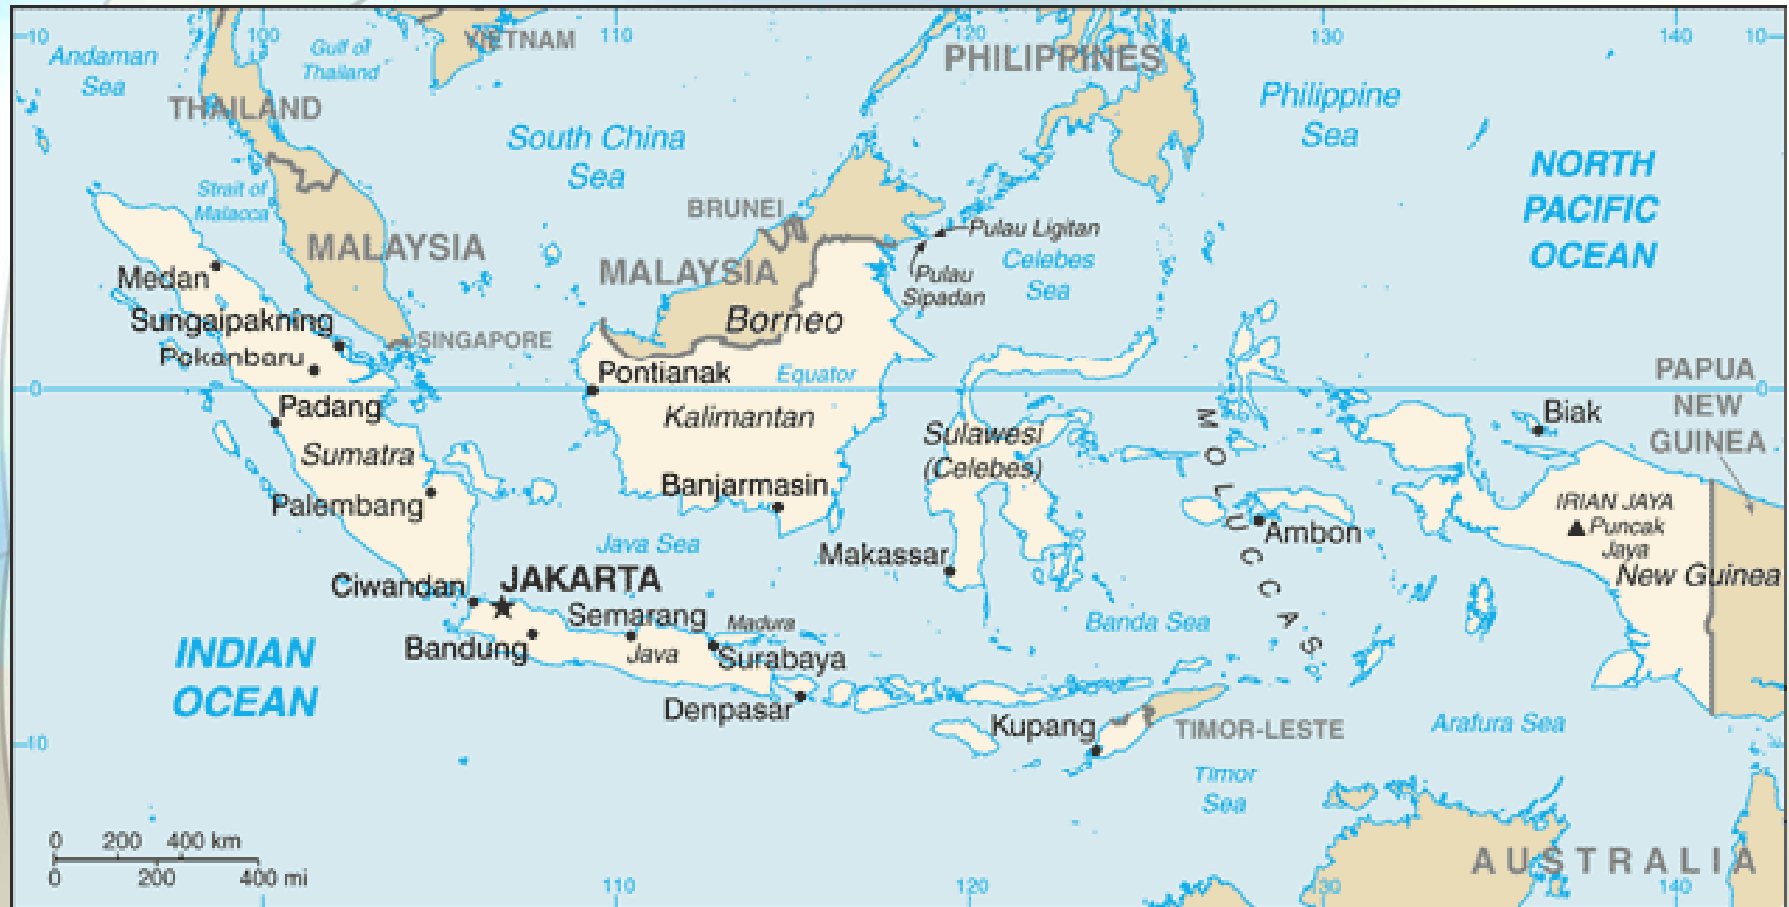 10
100
110
120
130
140
10
Andaman
Sea
Gulf of
Thailand
VIETNAM
PHILIPPINES
Philippine
Sea
THAILAND
South China
Sea
NORTH
PACIFIC
OCEAN
Strait of
Malacca
BRUNEI
Pulau Ligitan
MALAYSIA
MALAYSIA
Celebes
Sea
Pulau
Sipadan
Medan
Sungaipakning
Borneo
SINGAPORE
Pekanbaru
Pontianak
Equator
PAPUA
NEW
GUINEA
0
0
Padang
Kalimantan
Biak
Sulawesi
(Celebes)
MOLUCCAS
Sumatra
Banjarmasin
Palembang
IRIAN JAYA
Puncak
Jaya
Ambon
Java Sea
Makassar
New Guinea
Ciwandan
JAKARTA
Semarang
Madura
Banda Sea
Bandung
Java
Surabaya
INDIAN
OCEAN
Denpasar
Kupang
TIMOR-LESTE
Arafura Sea
10
Timor
Sea
0 200 400 km
0 200 400 mi
AUSTRALIA
110
120
130
140